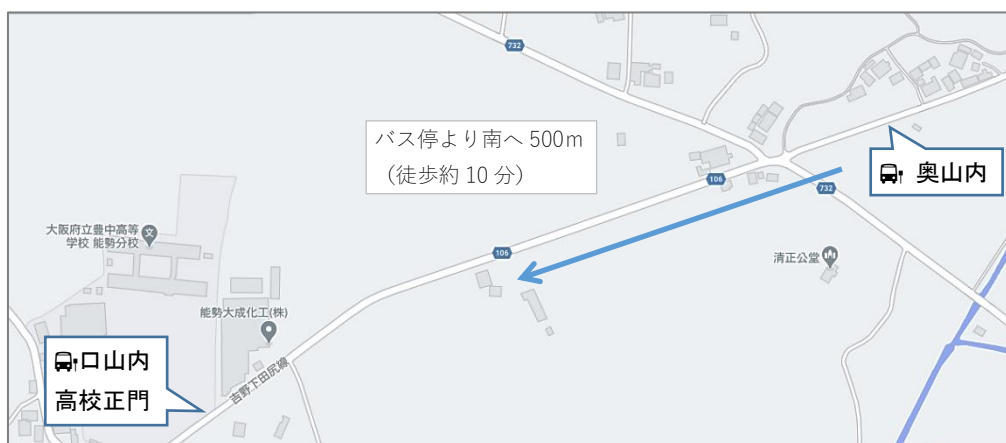 732
バス停より南へ 500m
（徒歩約 10 分）
106
732
奥山内
大阪府立豊中高等
学校 能勢分校
文
106
清正公堂
能勢大成化工(株)
吉野下田尻線
口山内
高校正門